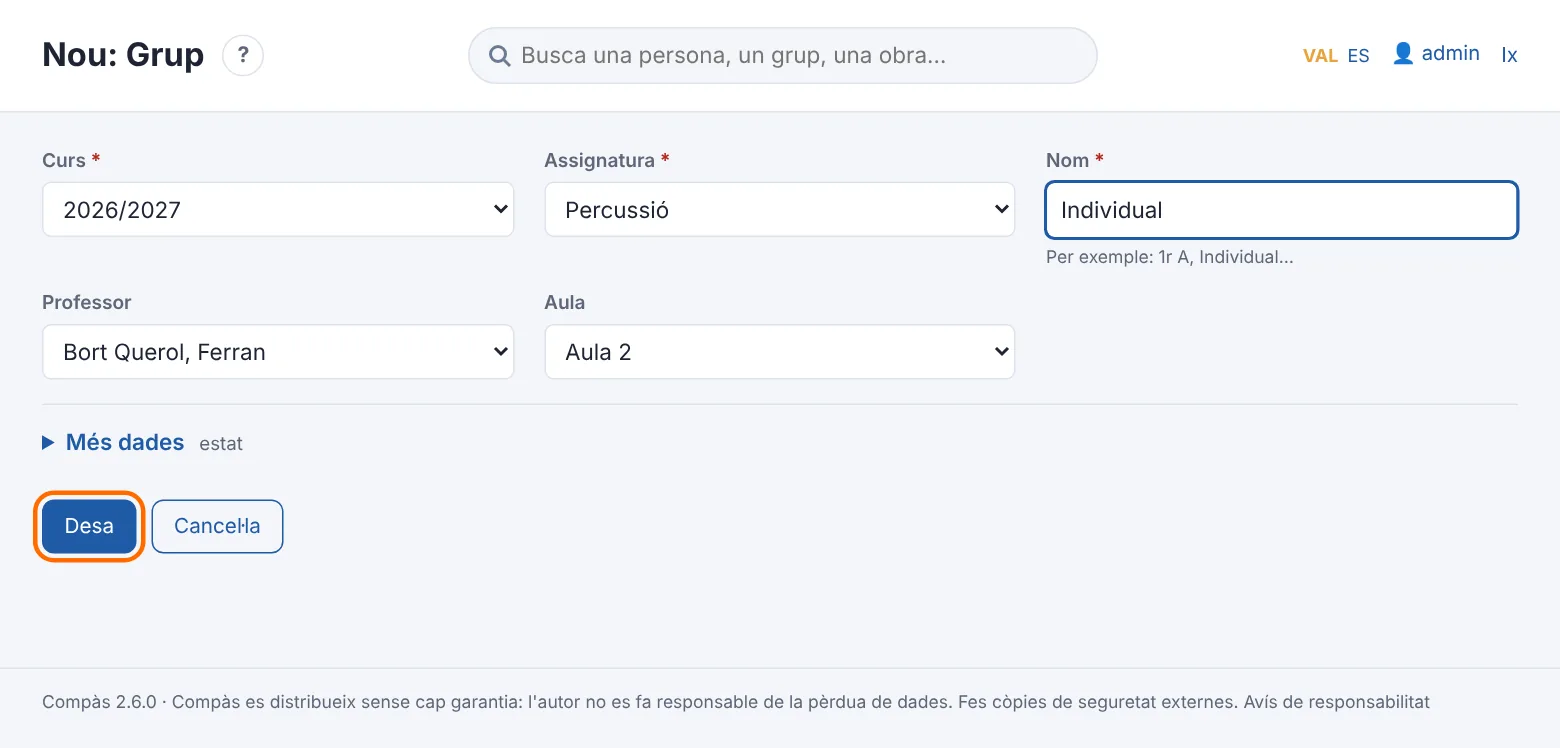 Nou: Grup ? Busca una persona, un grup, una obra... VAL ES admin Ix
Curs * Assignatura * Nom *
2026/2027 Percussió Individual
Per exemple: 1r A, Individual...
Professor Aula
Bort Querol, Ferran Aula 2
Més dades estat
Desa Cancel·la
Compàs 2.6.0 · Compàs es distribueix sense cap garantia: l'autor no es fa responsable de la pèrdua de dades. Fes còpies de seguretat externes. Avís de responsabilitat